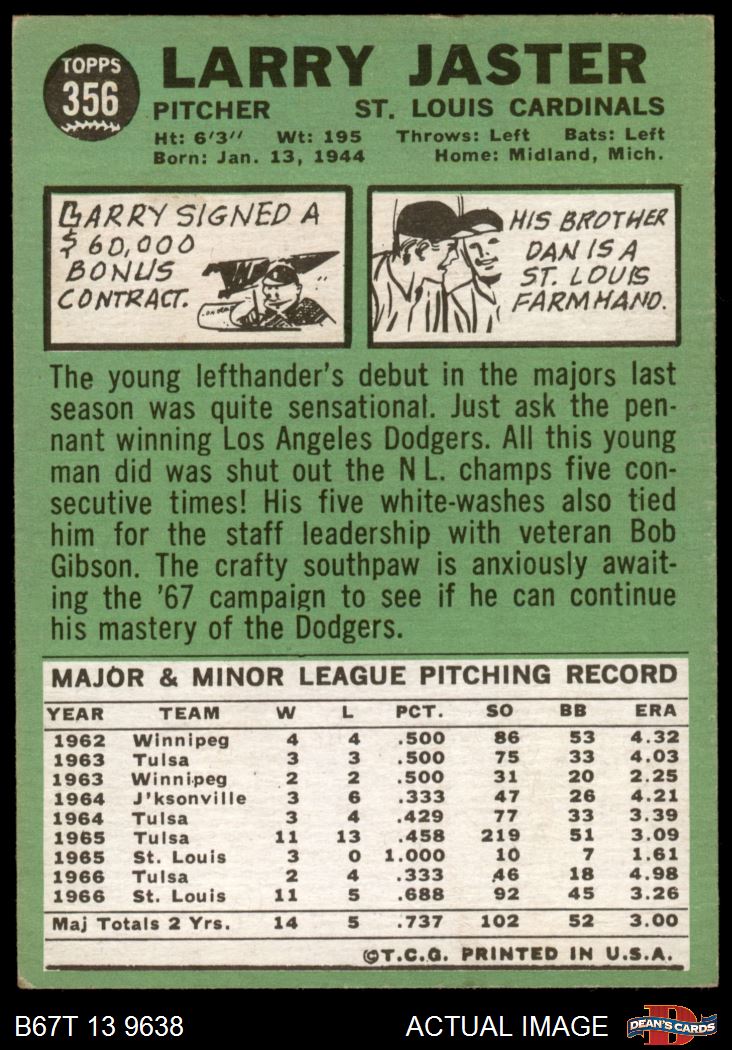 TOPPS
356
LARRY JASTER
PITCHER ST. LOUIS CARDINALS
Ht: 6'3" Wt: 195 Throws: Left Bats: Left
Born: Jan. 13, 1944 Home: Midland, Mich.
LARRY SIGNED A
$60,000
BONUS
CONTRACT.
HIS BROTHER
DAN IS A
ST. LOUIS
FARMHAND.
The young lefthander's debut in the majors last
season was quite sensational. Just ask the pen-
nant winning Los Angeles Dodgers. All this young
man did was shut out the N L. champs five con-
secutive times! His five white-washes also tied
him for the staff leadership with veteran Bob
Gibson. The crafty southpaw is anxiously await-
ing the '67 campaign to see if he can continue
his mastery of the Dodgers.
MAJOR & MINOR LEAGUE PITCHING RECORD
YEAR TEAM W L PCT. SO BB ERA
1962 Winnipeg 4 4 .500 86 53 4.32
1963 Tulsa 3 3 .500 75 33 4.03
1963 Winnipeg 2 2 .500 31 20 2.25
1964 J'ksonville 3 6 .333 47 26 4.21
1964 Tulsa 3 4 .429 77 33 3.39
1965 Tulsa 11 13 .458 219 51 3.09
1965 St. Louis 3 0 1.000 10 7 1.61
1966 Tulsa 2 4 .333 46 18 4.98
1966 St. Louis 11 5 .688 92 45 3.26
Maj Totals 2 Yrs. 14 5 .737 102 52 3.00
©T.C.G. PRINTED IN U.S.A.
B67T 13 9638 ACTUAL IMAGE DEAN'S CARDS